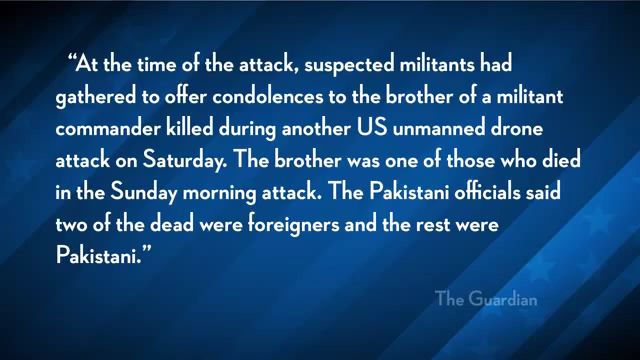 “At the time of the attack, suspected militants had
gathered to offer condolences to the brother of a militant
commander killed during another US unmanned drone
attack on Saturday. The brother was one of those who died
in the Sunday morning attack. The Pakistani officials said
two of the dead were foreigners and the rest were
Pakistani.”
The Guardian